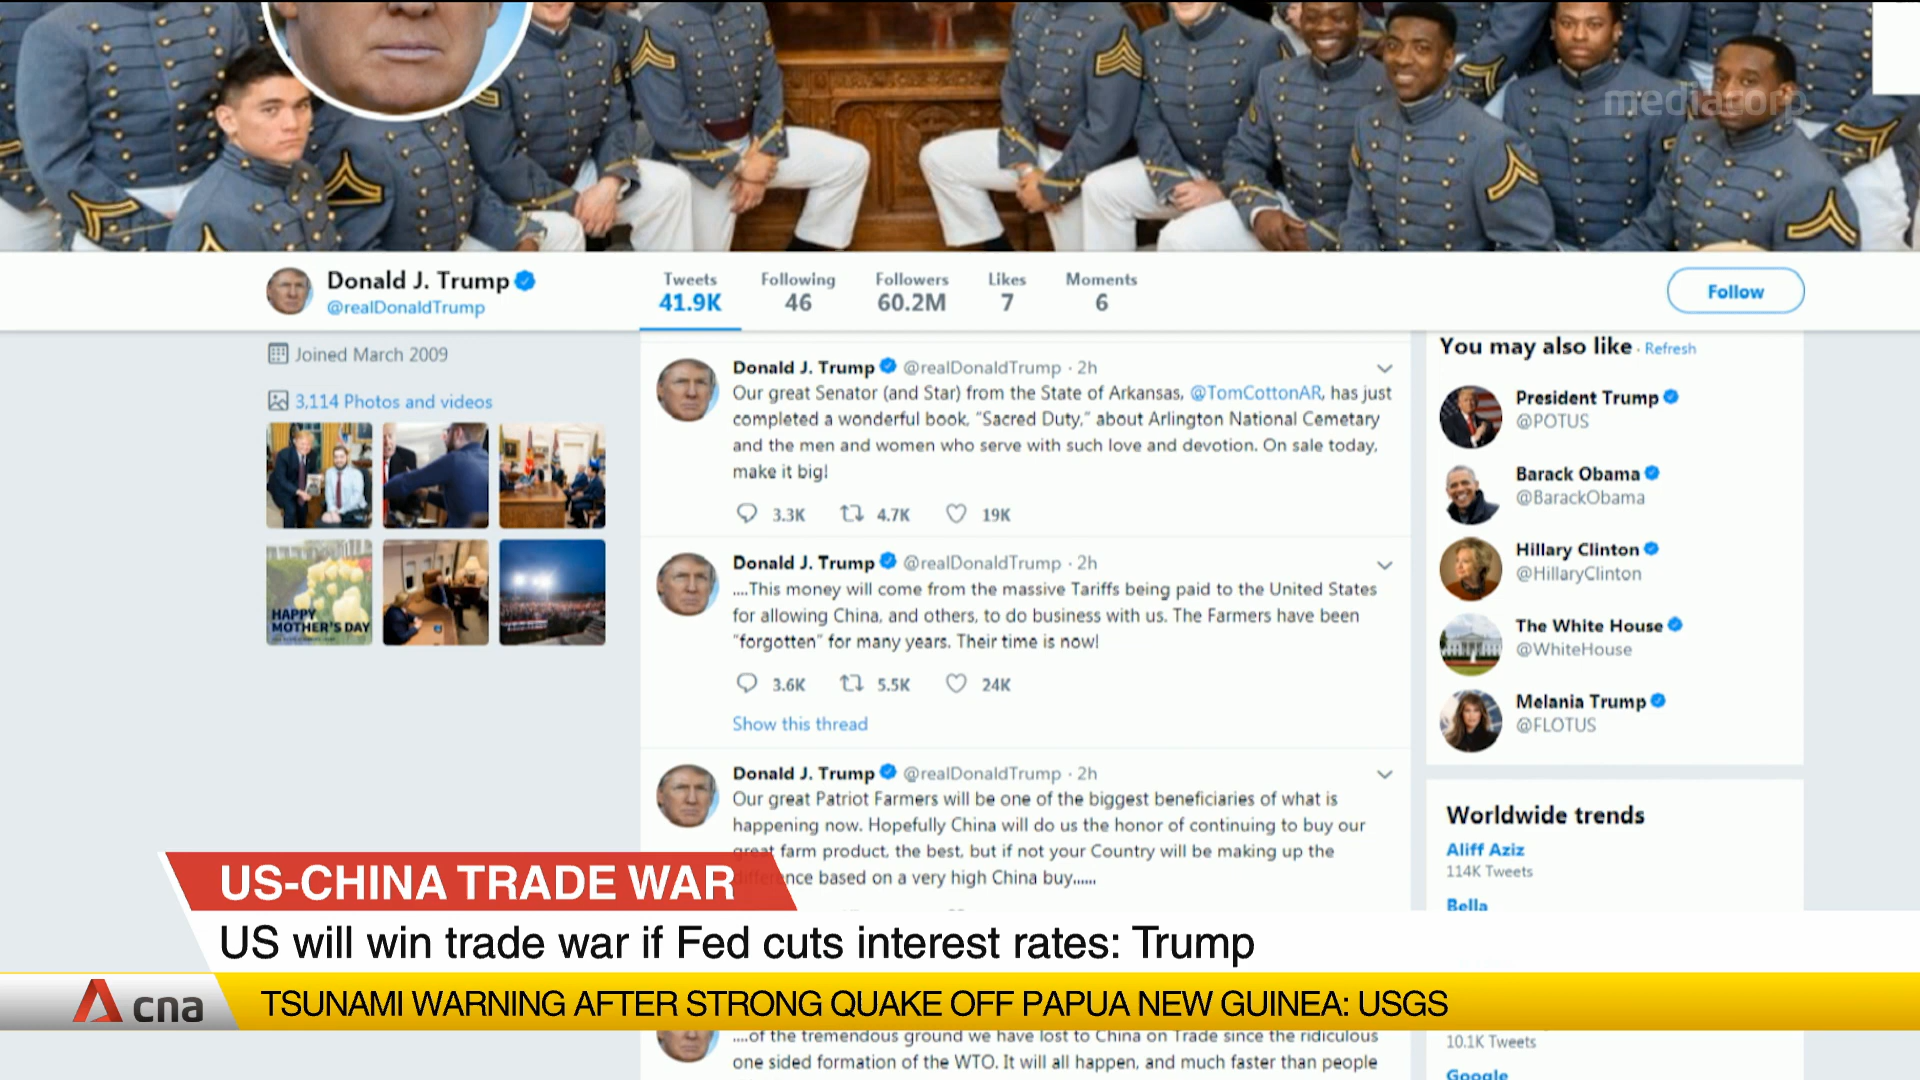 mediacorp
Donald J. Trump
@realDonaldTrump
Tweets
41.9K
Following
46
Followers
60.2M
Likes
7
Moments
6
Follow
Joined March 2009
3,114 Photos and videos
HAPPY
MOTHER'S DAY
Donald J. Trump @realDonaldTrump · 2h
Our great Senator (and Star) from the State of Arkansas, @TomCottonAR, has just
completed a wonderful book, "Sacred Duty," about Arlington National Cemetary
and the men and women who serve with such love and devotion. On sale today,
make it big!
3.3K 4.7K 19K
Donald J. Trump @realDonaldTrump · 2h
....This money will come from the massive Tariffs being paid to the United States
for allowing China, and others, to do business with us. The Farmers have been
"forgotten" for many years. Their time is now!
3.6K 5.5K 24K
Show this thread
Donald J. Trump @realDonaldTrump · 2h
Our great Patriot Farmers will be one of the biggest beneficiaries of what is
happening now. Hopefully China will do us the honor of continuing to buy our
great farm product, the best, but if not your Country will be making up the
difference based on a very high China buy......
....of the tremendous ground we have lost to China on Trade since the ridiculous
one sided formation of the WTO. It will all happen, and much faster than people
You may also like · Refresh
President Trump
@POTUS
Barack Obama
@BarackObama
Hillary Clinton
@HillaryClinton
The White House
@WhiteHouse
Melania Trump
@FLOTUS
Worldwide trends
Aliff Aziz
114K Tweets
Bella
10.1K Tweets
Google
US-CHINA TRADE WAR
US will win trade war if Fed cuts interest rates: Trump
cna
TSUNAMI WARNING AFTER STRONG QUAKE OFF PAPUA NEW GUINEA: USGS